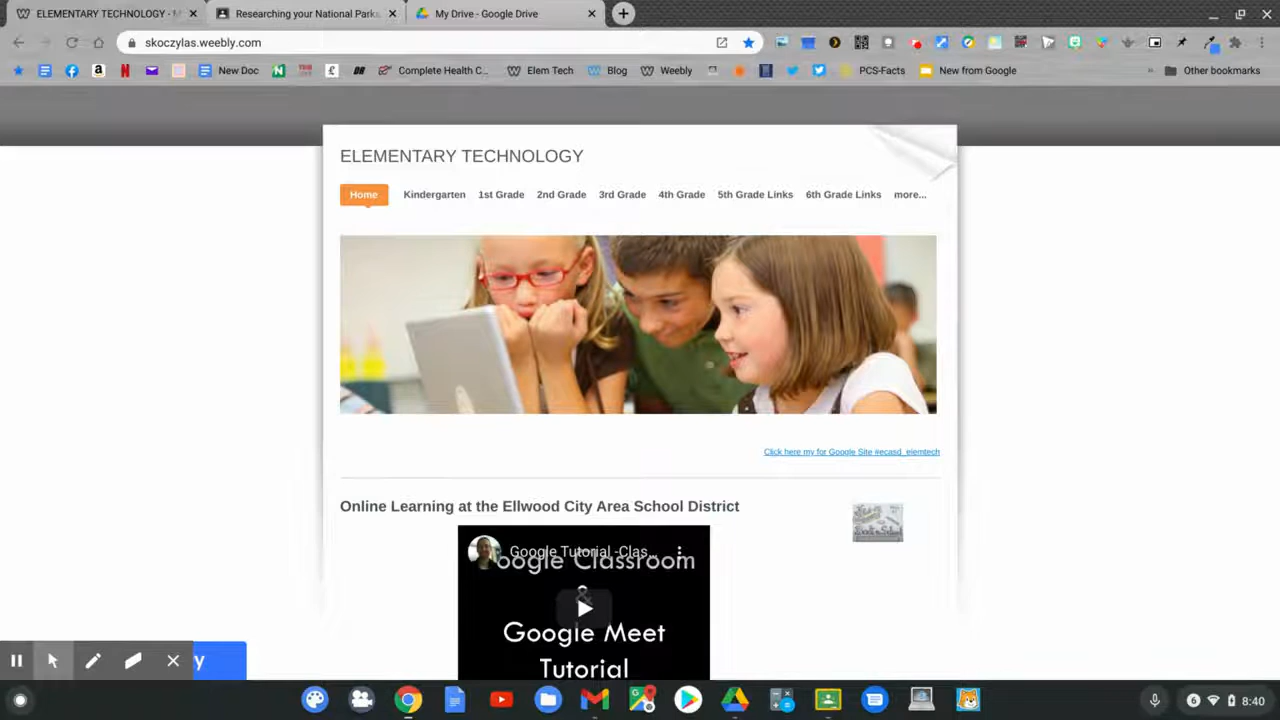 ELEMENTARY TECHNOLOGY - M
Researching your National Parks
My Drive - Google Drive
skoczylas.weebly.com
New Doc
Complete Health C...
Elem Tech
Blog
Weebly
PCS-Facts
New from Google
Other bookmarks
ELEMENTARY TECHNOLOGY
Home Kindergarten 1st Grade 2nd Grade 3rd Grade 4th Grade 5th Grade Links 6th Grade Links more...
Click here my for Google Site #ecasd_elemtech
Online Learning at the Ellwood City Area School District
Google Tutorial -Clas...
oogle Classroom
&
Google Meet
Tutorial
y
6 8:40